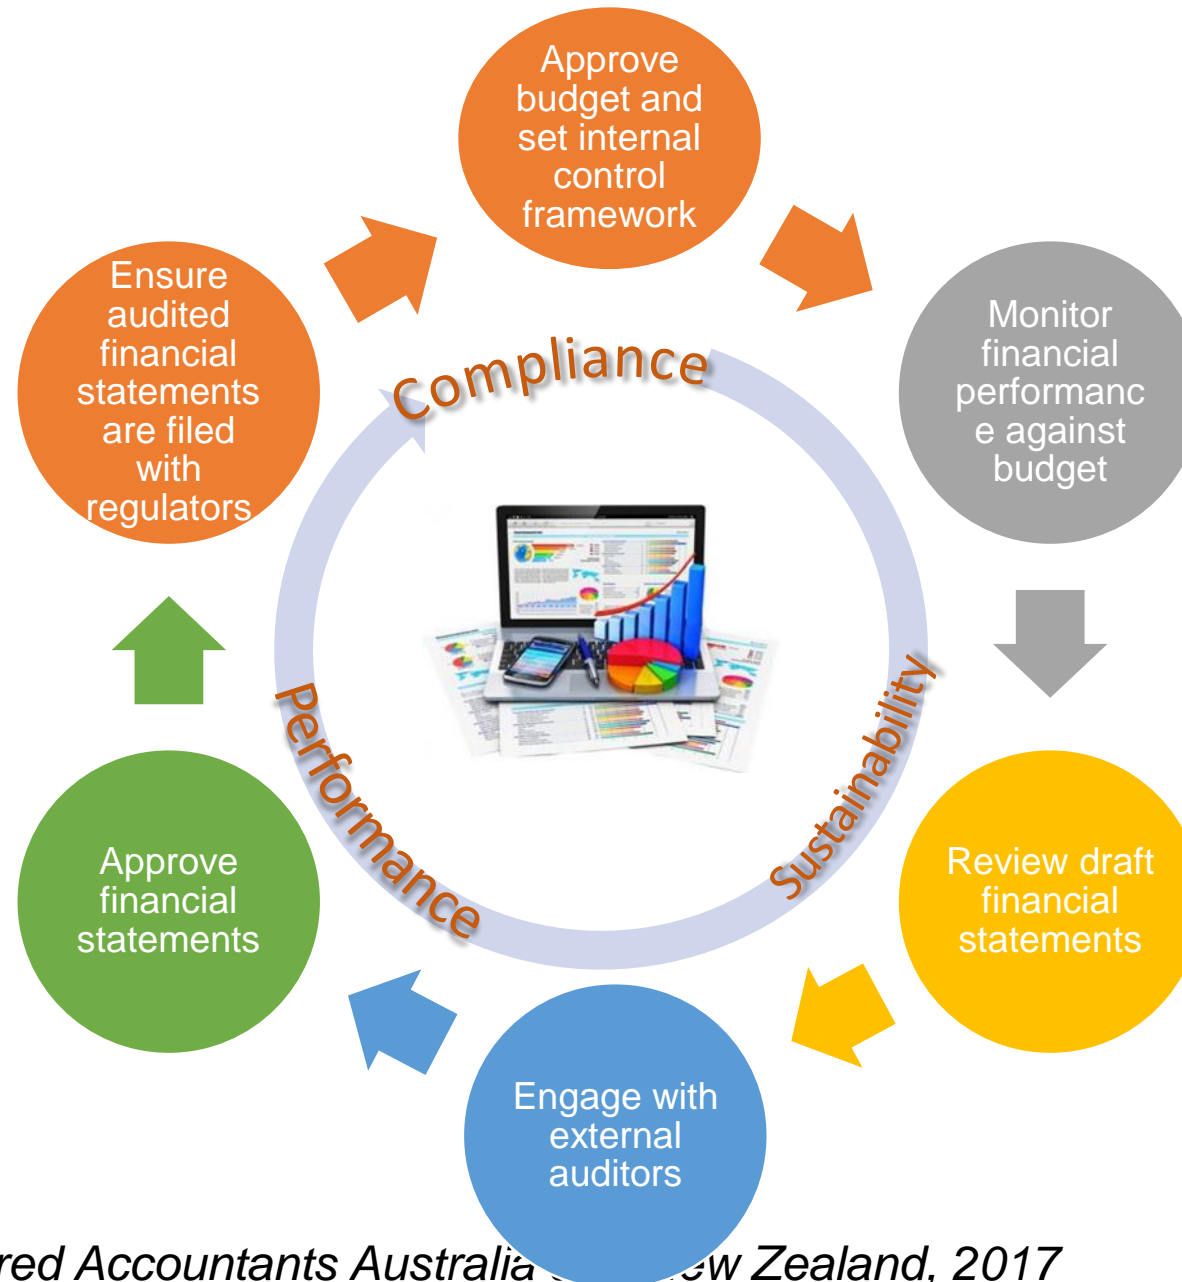 Approve
budget and
set internal
control
framework
Monitor
financial
performanc
e against
budget
Review draft
financial
statements
Engage with
external
auditors
Approve
financial
statements
Ensure
audited
financial
statements
are filed
with
regulators
Compliance
Sustainability
Performance
red Accountants Australia ew Zealand, 2017